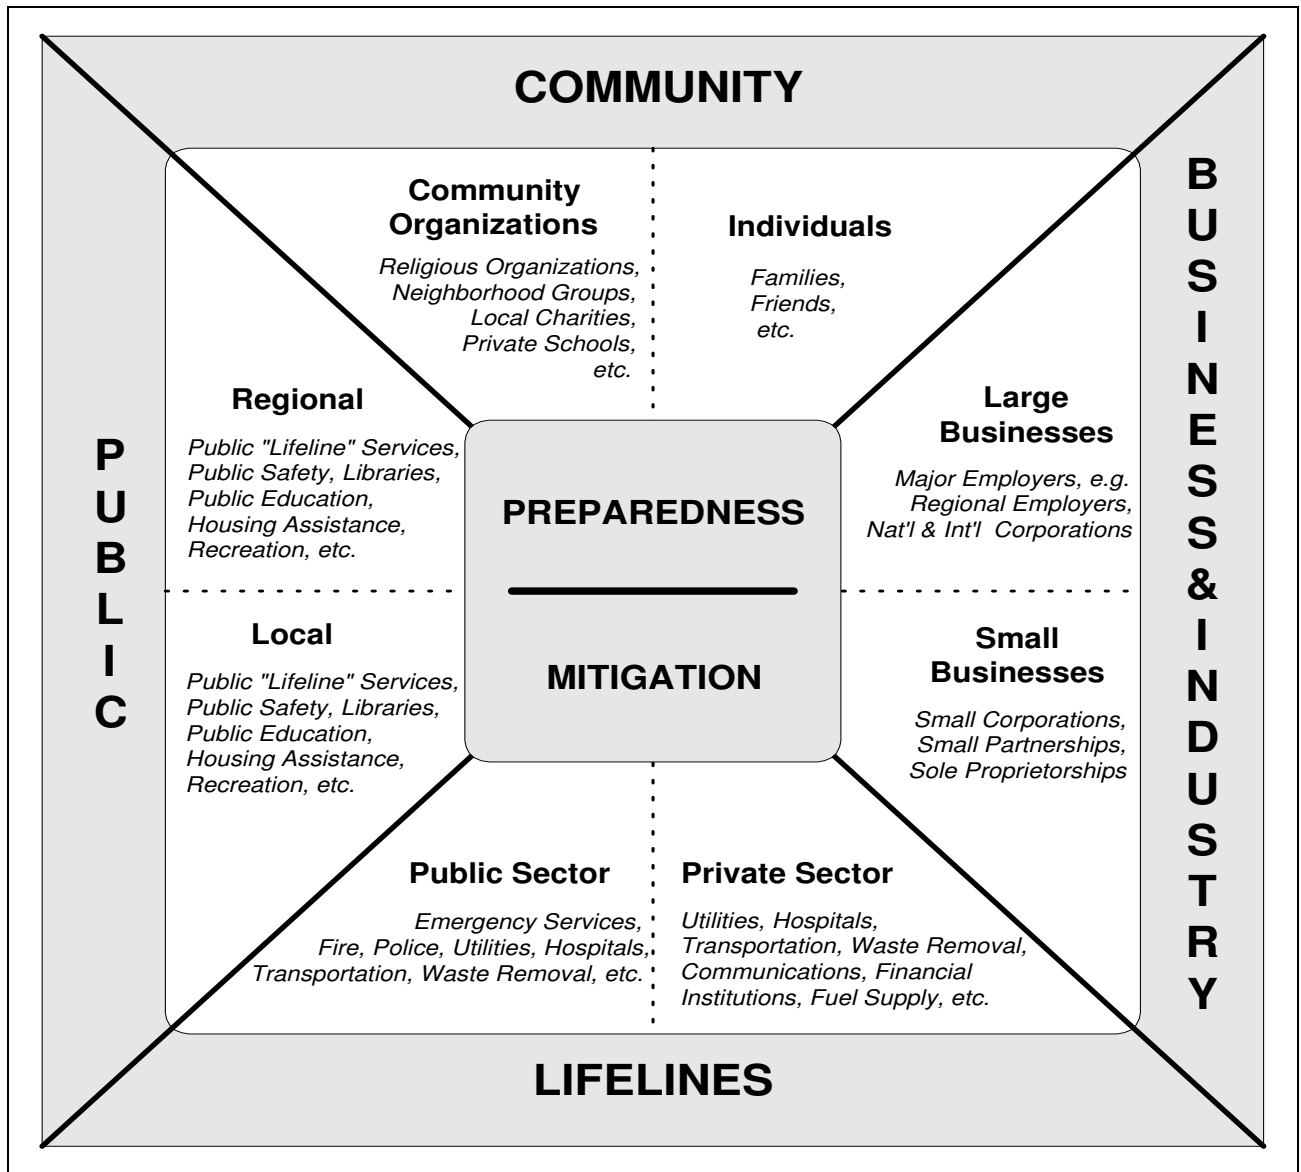 COMMUNITY
Community
Organizations
Religious Organizations,
Neighborhood Groups,
Local Charities,
Private Schools,
etc.
Individuals
Families,
Friends,
etc.
PUBLIC
Regional
Public "Lifeline" Services,
Public Safety, Libraries,
Public Education,
Housing Assistance,
Recreation, etc.
Local
Public "Lifeline" Services,
Public Safety, Libraries,
Public Education,
Housing Assistance,
Recreation, etc.
PREPAREDNESS
MITIGATION
Large
Businesses
Major Employers, e.g.
Regional Employers,
Nat'l & Int'l Corporations
Small
Businesses
Small Corporations,
Small Partnerships,
Sole Proprietorships
BUSINESS&INDUSTRY
Public Sector
Emergency Services,
Fire, Police, Utilities, Hospitals,
Transportation, Waste Removal, etc.
Private Sector
Utilities, Hospitals,
Transportation, Waste Removal,
Communications, Financial
Institutions, Fuel Supply, etc.
LIFELINES